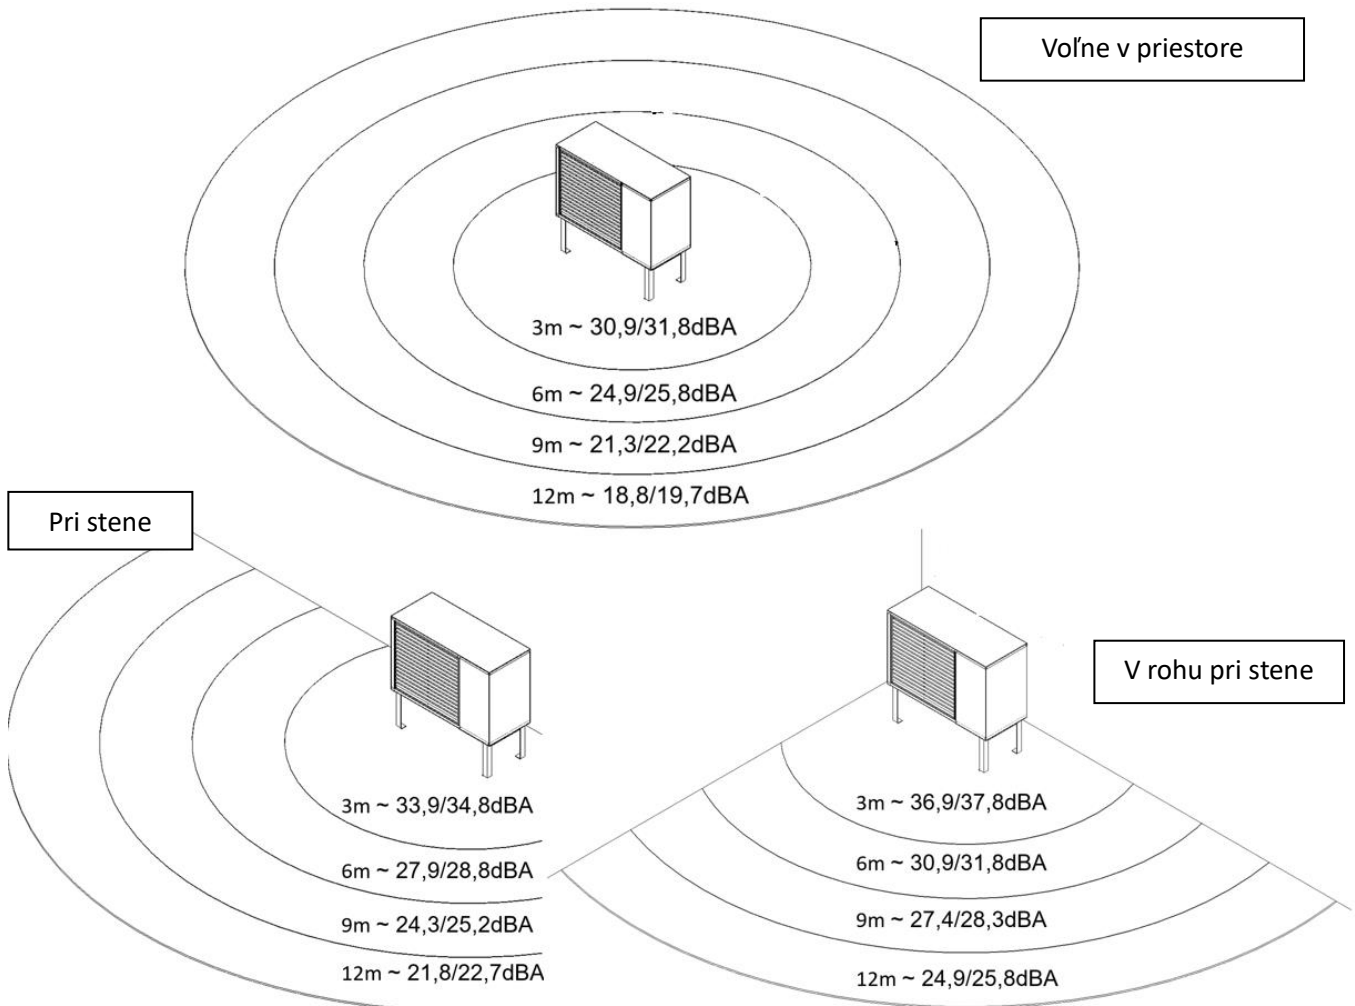 Voľne v priestore
3m ~ 30,9/31,8dBA
6m ~ 24,9/25,8dBA
9m ~ 21,3/22,2dBA
12m ~ 18,8/19,7dBA
Pri stene
3m ~ 33,9/34,8dBA
6m ~ 27,9/28,8dBA
9m ~ 24,3/25,2dBA
12m ~ 21,8/22,7dBA
V rohu pri stene
3m ~ 36,9/37,8dBA
6m ~ 30,9/31,8dBA
9m ~ 27,4/28,3dBA
12m ~ 24,9/25,8dBA